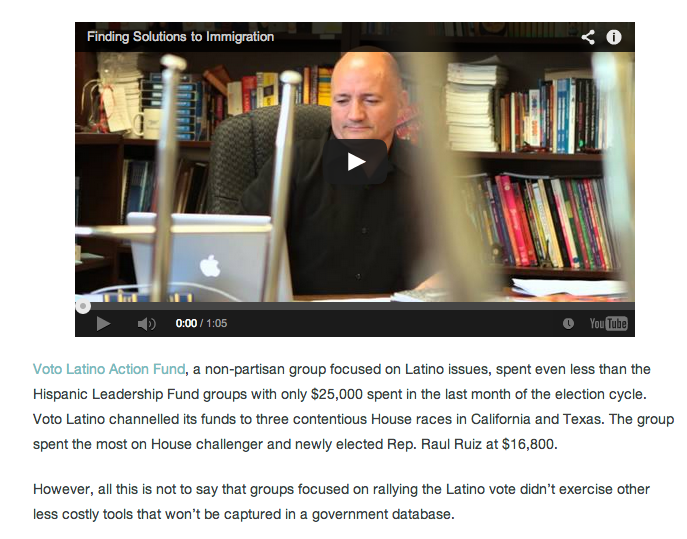 Finding Solutions to Immigration
0:00 / 1:05
You Tube
Voto Latino Action Fund, a non-partisan group focused on Latino issues, spent even less than the
Hispanic Leadership Fund groups with only $25,000 spent in the last month of the election cycle.
Voto Latino channelled its funds to three contentious House races in California and Texas. The group
spent the most on House challenger and newly elected Rep. Raul Ruiz at $16,800.
However, all this is not to say that groups focused on rallying the Latino vote didn’t exercise other
less costly tools that won’t be captured in a government database.